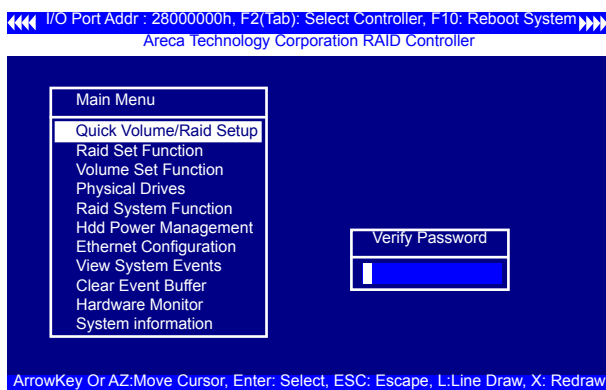 I/O Port Addr : 28000000h, F2(Tab): Select Controller, F10: Reboot System
Areca Technology Corporation RAID Controller
Main Menu
Quick Volume/Raid Setup
Raid Set Function
Volume Set Function
Physical Drives
Raid System Function
Hdd Power Management
Ethernet Configuration
View System Events
Clear Event Buffer
Hardware Monitor
System information
Verify Password
ArrowKey Or AZ:Move Cursor, Enter: Select, ESC: Escape, L:Line Draw, X: Redraw